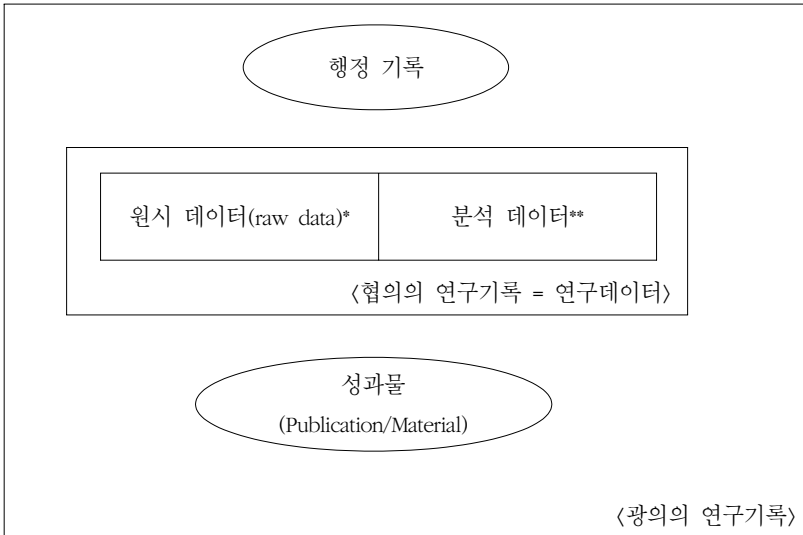 행정 기록
원시 데이터(raw data)* 분석 데이터**
〈협의의 연구기록 = 연구데이터〉
성과물
(Publication/Material)
〈광의의 연구기록〉